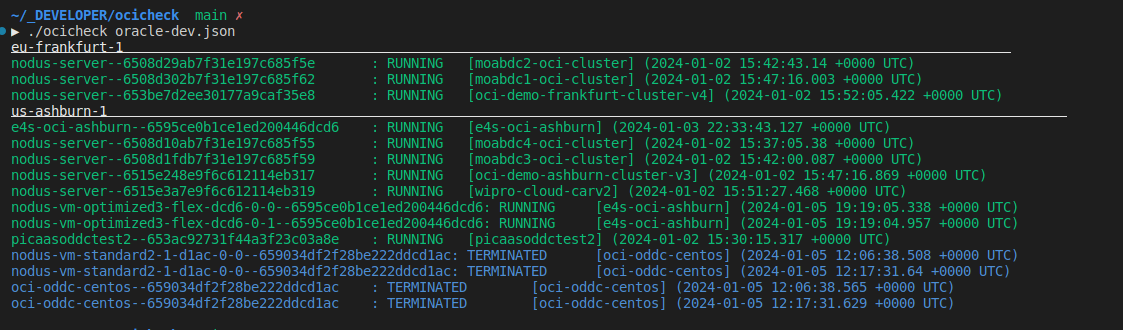 ~/_DEVELOPER/ocicheck main ✗
▶ ./ocicheck oracle-dev.json
eu-frankfurt-1
nodus-server--6508d29ab7f31e197c685f5e : RUNNING [moabdc2-oci-cluster] (2024-01-02 15:42:43.14 +0000 UTC)
nodus-server--6508d302b7f31e197c685f62 : RUNNING [moabdc1-oci-cluster] (2024-01-02 15:47:16.003 +0000 UTC)
nodus-server--653be7d2ee30177a9caf35e8 : RUNNING [oci-demo-frankfurt-cluster-v4] (2024-01-02 15:52:05.422 +0000 UTC)
us-ashburn-1
e4s-oci-ashburn--6595ce0b1ce1ed200446dcd6 : RUNNING [e4s-oci-ashburn] (2024-01-03 22:33:43.127 +0000 UTC)
nodus-server--6508d10ab7f31e197c685f55 : RUNNING [moabdc4-oci-cluster] (2024-01-02 15:37:05.38 +0000 UTC)
nodus-server--6508d1fdb7f31e197c685f59 : RUNNING [moabdc3-oci-cluster] (2024-01-02 15:42:00.087 +0000 UTC)
nodus-server--6515e248e9f6c612114eb317 : RUNNING [oci-demo-ashburn-cluster-v3] (2024-01-02 15:47:16.869 +0000 UTC)
nodus-server--6515e3a7e9f6c612114eb319 : RUNNING [wipro-cloud-carv2] (2024-01-02 15:51:27.468 +0000 UTC)
nodus-vm-optimized3-flex-dcd6-0-0--6595ce0b1ce1ed200446dcd6: RUNNING [e4s-oci-ashburn] (2024-01-05 19:19:05.338 +0000 UTC)
nodus-vm-optimized3-flex-dcd6-0-1--6595ce0b1ce1ed200446dcd6: RUNNING [e4s-oci-ashburn] (2024-01-05 19:19:04.957 +0000 UTC)
picaasoddctest2--653ac92731f44a3f23c03a8e : RUNNING [picaasoddctest2] (2024-01-02 15:30:15.317 +0000 UTC)
nodus-vm-standard2-1-d1ac-0-0--659034df2f28be222ddcd1ac: TERMINATED [oci-oddc-centos] (2024-01-05 12:06:38.508 +0000 UTC)
nodus-vm-standard2-1-d1ac-0-0--659034df2f28be222ddcd1ac: TERMINATED [oci-oddc-centos] (2024-01-05 12:17:31.64 +0000 UTC)
oci-oddc-centos--659034df2f28be222ddcd1ac : TERMINATED [oci-oddc-centos] (2024-01-05 12:06:38.565 +0000 UTC)
oci-oddc-centos--659034df2f28be222ddcd1ac : TERMINATED [oci-oddc-centos] (2024-01-05 12:17:31.629 +0000 UTC)